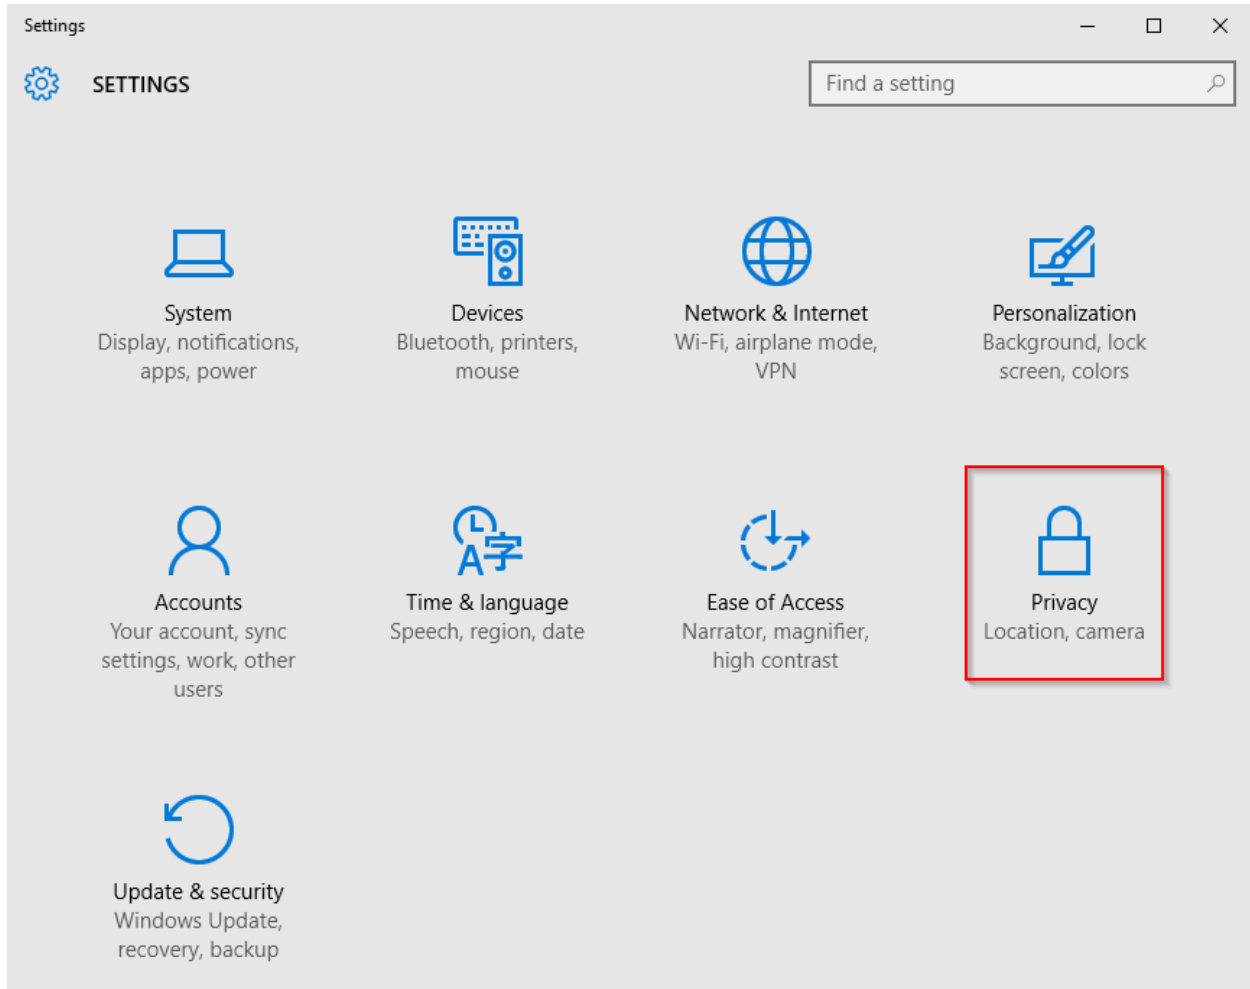 Settings
SETTINGS
Find a setting
System
Display, notifications,
apps, power
Devices
Bluetooth, printers,
mouse
Network & Internet
Wi-Fi, airplane mode,
VPN
Personalization
Background, lock
screen, colors
A字
Accounts
Your account, sync
settings, work, other
users
Time & language
Speech, region, date
Ease of Access
Narrator, magnifier,
high contrast
Privacy
Location, camera
Update & security
Windows Update,
recovery, backup